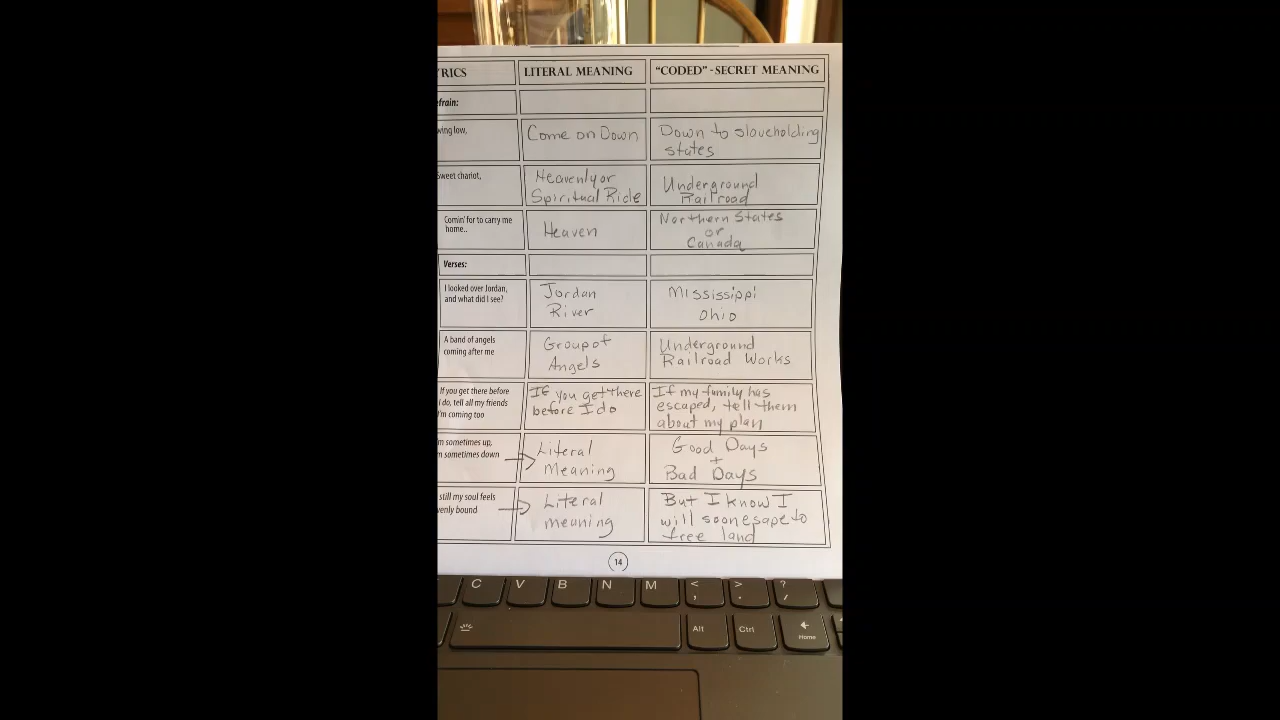 YRICS LITERAL MEANING "CODED" - SECRET MEANING
efrain:
wing low, Come on Down Down to slaveholding
states
Sweet chariot, Heavenly or
Spiritual Ride Underground
Railroad
Comin' for to carry me
home.. Heaven Northern States
or
Canada
Verses:
I looked over Jordan,
and what did I see? Jordan
River Mississippi
Ohio
A band of angels
coming after me Group of
Angels Underground
Railroad Works
If you get there before
I do, tell all my friends
I'm coming too If you get there
before I do If my family has
escaped, tell them
about my plan
m sometimes up,
m sometimes down Literal
Meaning Good Days
+
Bad Days
still my soul feels
venly bound Literal
meaning But I know I
will soon esape to
free land
14
C V B N M < , > . ? /
Alt Ctrl Home